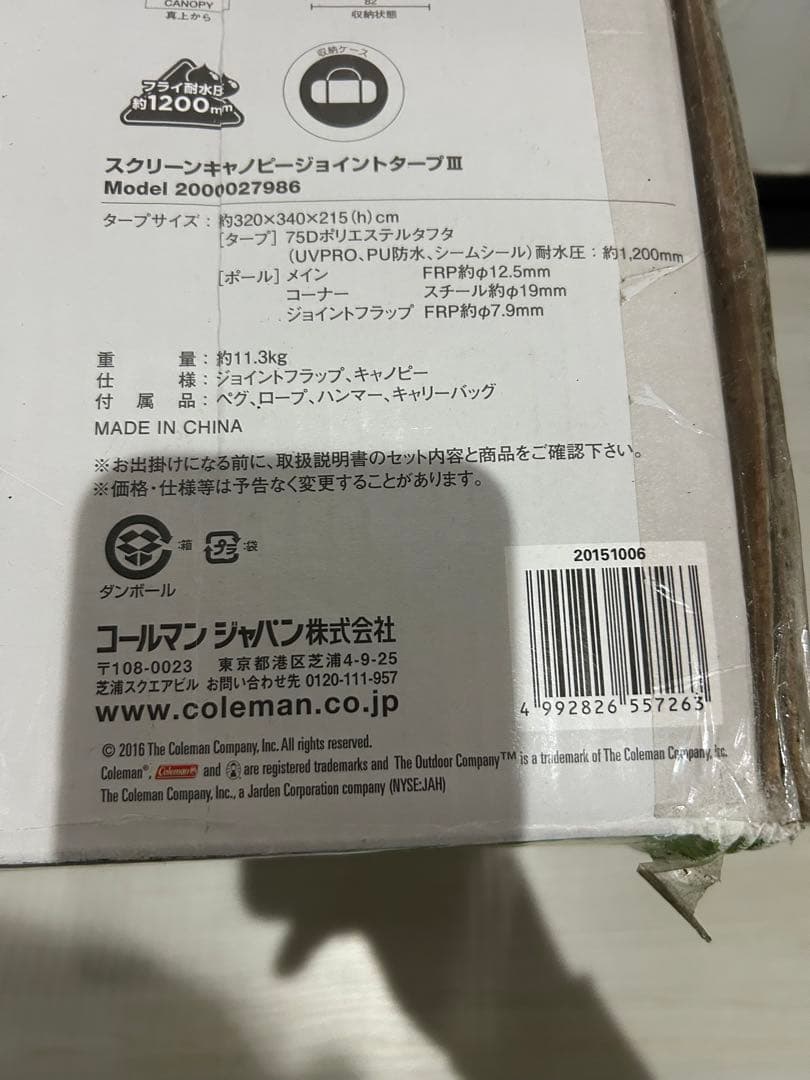 CANOPY
真上から
82
収納状態
フライ耐水圧
約1200mm
収納ケース
スクリーンキャノピージョイントタープⅢ
Model 2000027986
タープサイズ：約320×340×215(h)cm
[タープ] 75Dポリエステルタフタ
(UVPRO、PU防水、シームシール)耐水圧：約1,200mm
[ポール] メイン FRP約φ12.5mm
コーナー スチール約φ19mm
ジョイントフラップ FRP約φ7.9mm
重量：約11.3kg
仕様：ジョイントフラップ、キャノピー
付属品：ペグ、ロープ、ハンマー、キャリーバッグ
MADE IN CHINA
※お出掛けになる前に、取扱説明書のセット内容と商品をご確認下さい。
※価格・仕様等は予告なく変更することがあります。
:箱 プラ :袋
ダンボール
20151006
4 992826 557263
コールマン ジャパン株式会社
〒108-0023 東京都港区芝浦4-9-25
芝浦スクエアビル お問い合わせ先 0120-111-957
www.coleman.co.jp
© 2016 The Coleman Company, Inc. All rights reserved.
Coleman®, Coleman® and are registered trademarks and The Outdoor Company™ is a trademark of The Coleman Company, Inc.
The Coleman Company, Inc., a Jarden Corporation company (NYSE:JAH)